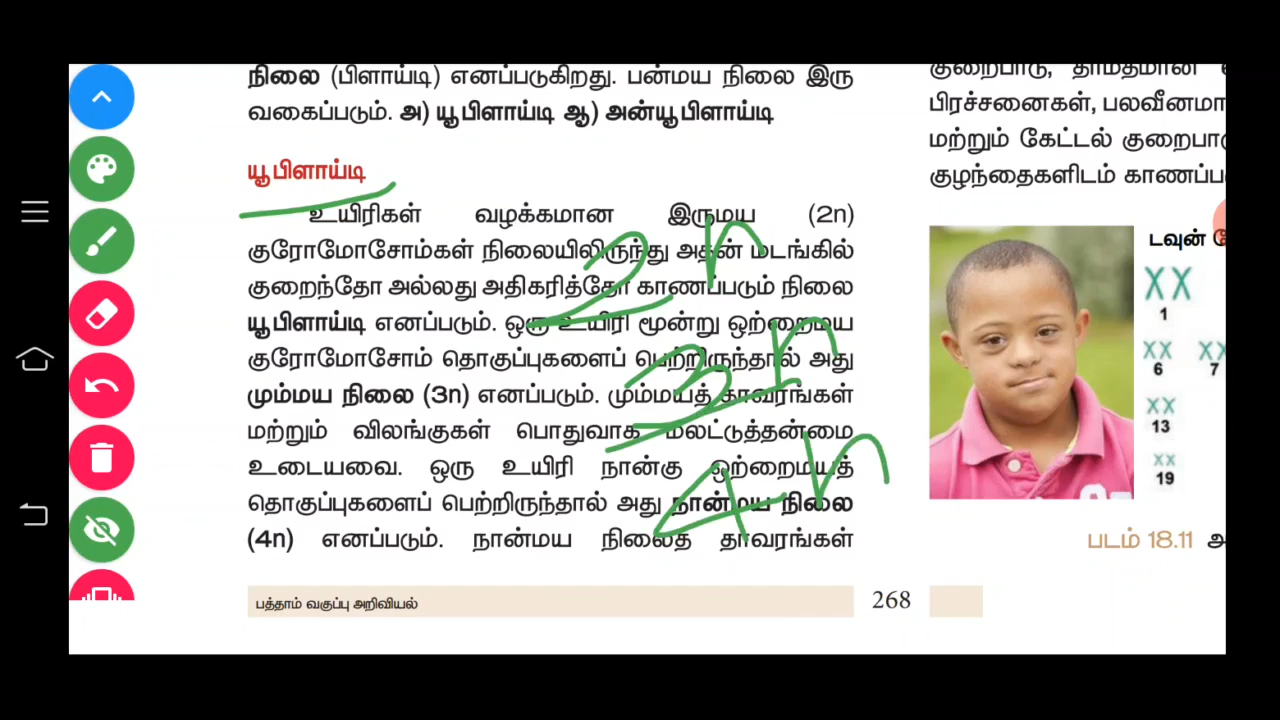 நிலை (பிளாய்டி) எனப்படுகிறது. பன்மய நிலை இரு
வகைப்படும். அ) யூபிளாய்டி ஆ) அன்யூபிளாய்டி
யூபிளாய்டி
உயிரிகள் வழக்கமான இருமய (2n)
குரோமோசோம்கள் நிலையிலிருந்து அதன் மடங்கில்
குறைந்தோ அல்லது அதிகரித்தோ காணப்படும் நிலை
யூபிளாய்டி எனப்படும். ஒரு உயிரி மூன்று ஒற்றைமய
குரோமோசோம் தொகுப்புகளைப் பெற்றிருந்தால் அது
மும்மய நிலை (3n) எனப்படும். மும்மயத் தாவரங்கள்
மற்றும் விலங்குகள் பொதுவாக மலட்டுத்தன்மை
உடையவை. ஒரு உயிரி நான்கு ஒற்றைமயத்
தொகுப்புகளைப் பெற்றிருந்தால் அது நான்மய நிலை
(4n) எனப்படும். நான்மய நிலைத் தாவரங்கள்
2n
3n
4n
பத்தாம் வகுப்பு அறிவியல்
268
குறைபாடு, தாமதமான
பிரச்சனைகள், பலவீனமா
மற்றும் கேட்டல் குறைபாடு
குழந்தைகளிடம் காணப்ப
டவுன்
1
6 7
13
19
படம் 18.11 அ